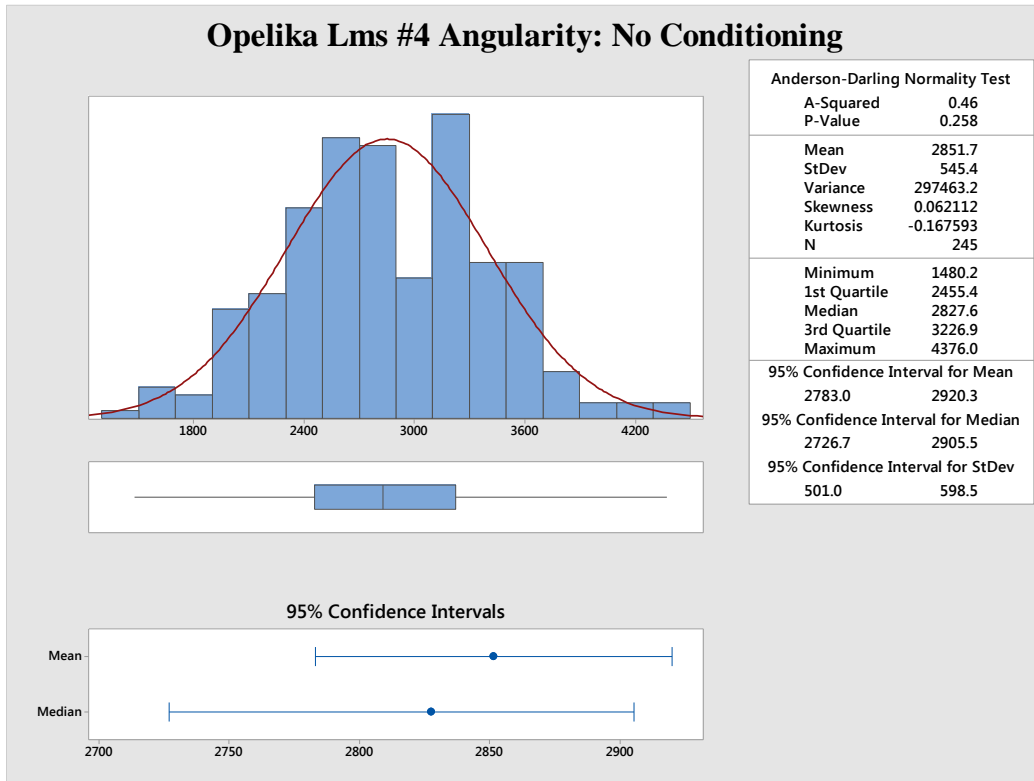 Opelika Lms #4 Angularity: No Conditioning
1800 2400 3000 3600 4200
95% Confidence Intervals
Mean
Median
2700 2750 2800 2850 2900
Anderson-Darling Normality Test
A-Squared 0.46
P-Value 0.258
Mean 2851.7
StDev 545.4
Variance 297463.2
Skewness 0.062112
Kurtosis -0.167593
N 245
Minimum 1480.2
1st Quartile 2455.4
Median 2827.6
3rd Quartile 3226.9
Maximum 4376.0
95% Confidence Interval for Mean
2783.0 2920.3
95% Confidence Interval for Median
2726.7 2905.5
95% Confidence Interval for StDev
501.0 598.5